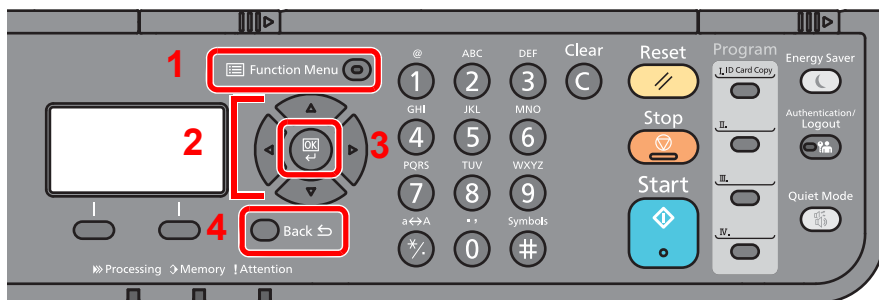 1
Function Menu
2
OK
3
4
Back
Processing
Memory
! Attention
@
1
ABC
2
DEF
3
Clear
C
GHI
4
JKL
5
MNO
6
PQRS
7
TUV
8
WXYZ
9
a↔A
*/.
. ,
0
Symbols
#
Reset
Stop
Start
Program
I. ID Card Copy
II.
III.
IV.
Energy Saver
Authentication/
Logout
Quiet Mode